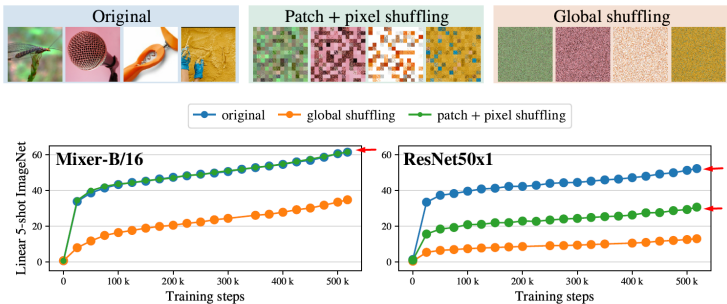 Original
Patch + pixel shuffling
Global shuffling
original
global shuffling
patch + pixel shuffling
Linear 5-shot ImageNet
60
40
20
0
Mixer-B/16
0
100 k
200 k
300 k
400 k
500 k
Training steps
60
40
20
0
ResNet50x1
0
100 k
200 k
300 k
400 k
500 k
Training steps